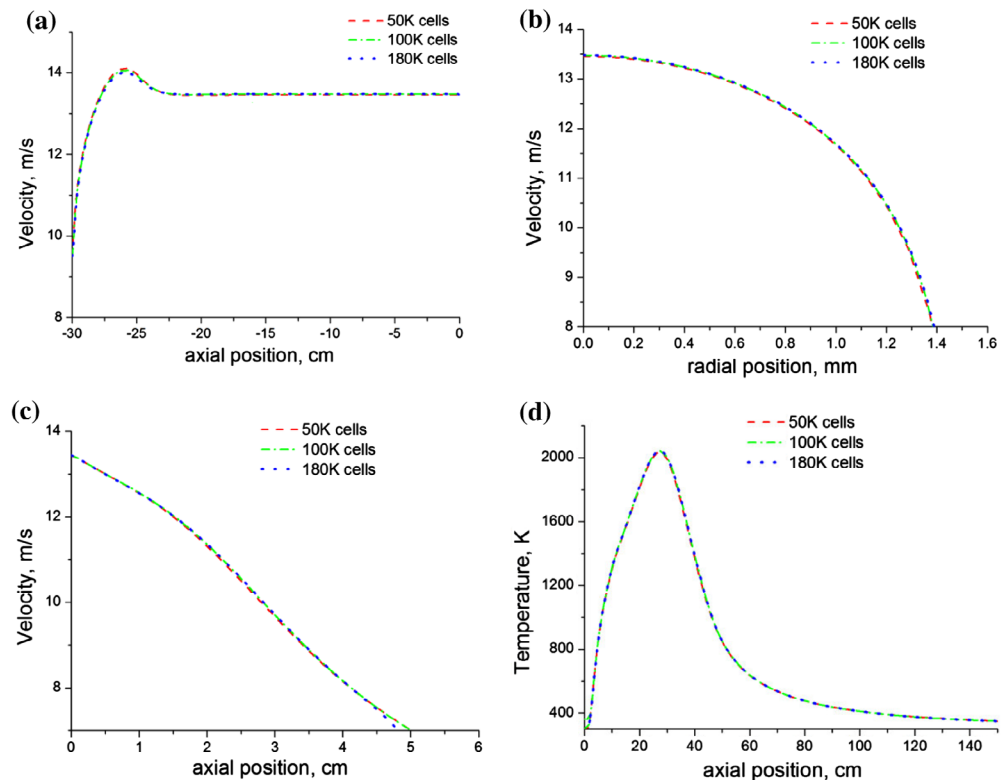 (a)
50K cells
100K cells
180K cells
15
14
12
10
8
Velocity, m/s
-30 -25 -20 -15 -10 -5 0
axial position, cm
(b)
50K cells
100K cells
180K cells
14
13
12
11
10
9
8
Velocity, m/s
0.0 0.2 0.4 0.6 0.8 1.0 1.2 1.4 1.6
radial position, mm
(c)
50K cells
100K cells
180K cells
14
12
10
8
Velocity, m/s
0 1 2 3 4 5 6
axial position, cm
(d)
50K cells
100K cells
180K cells
2000
1600
1200
800
400
Temperature, K
0 20 40 60 80 100 120 140
axial position, cm